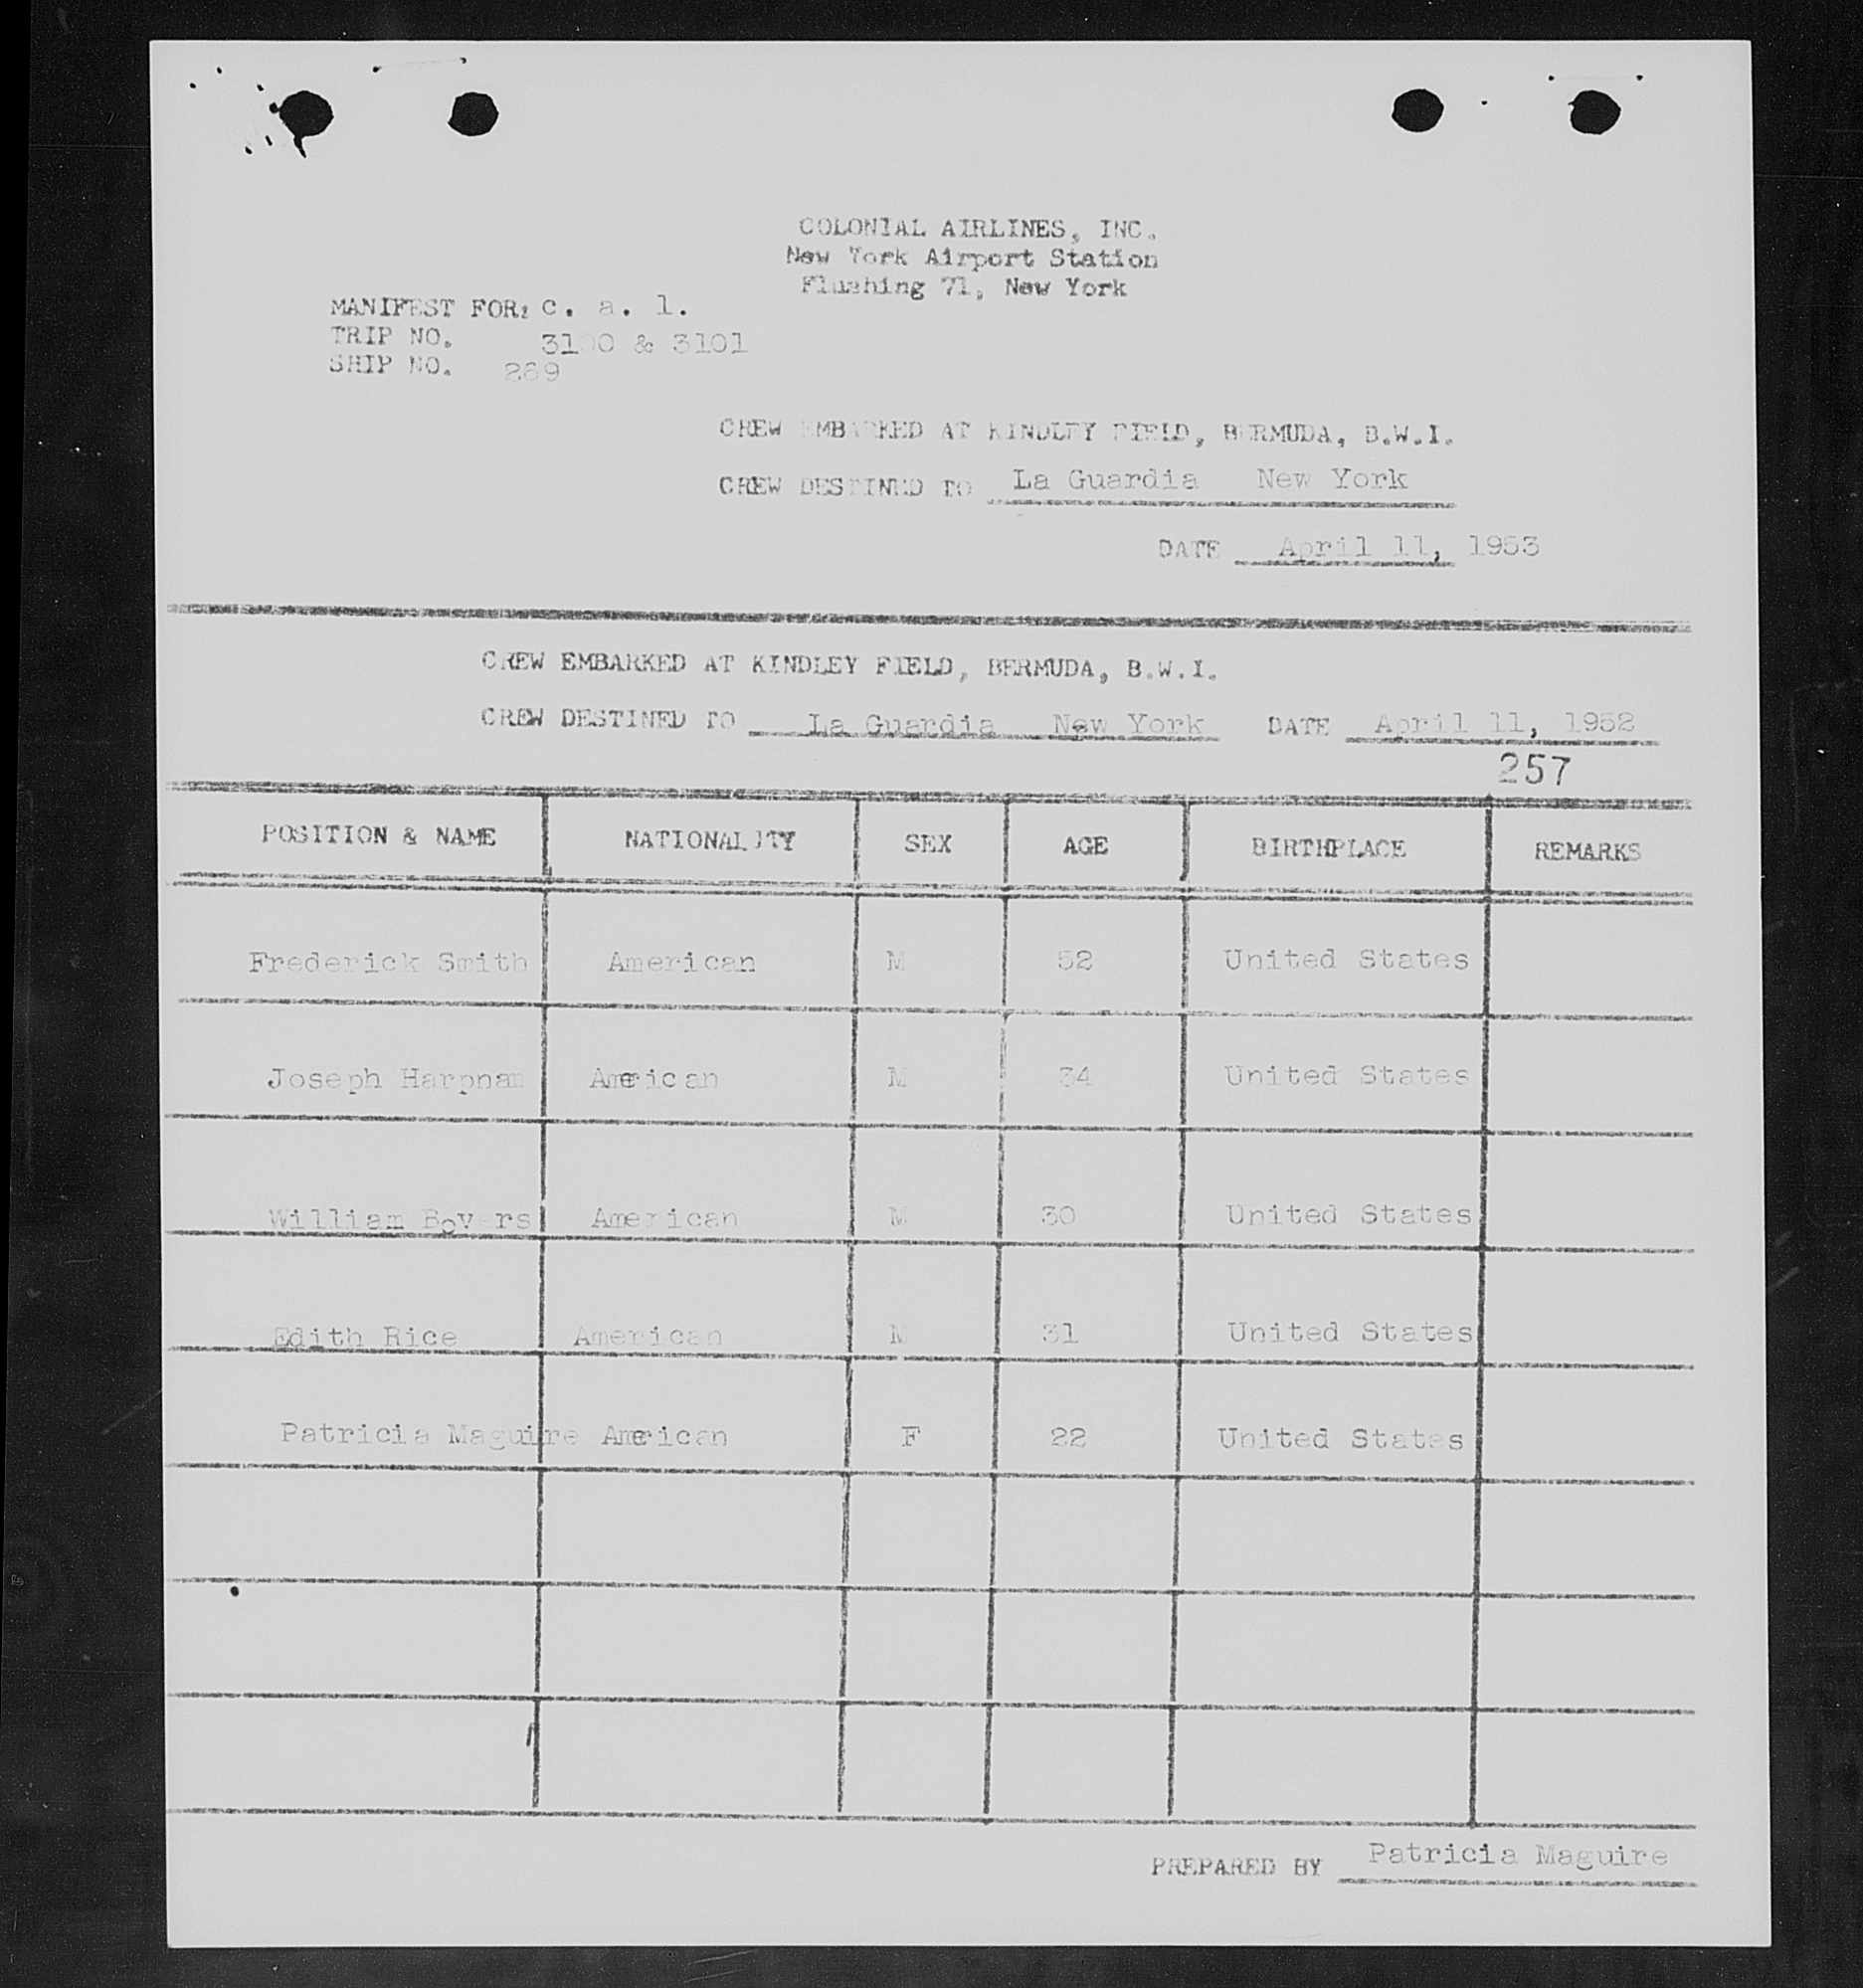 COLONIAL AIRLINES, INC.
New York Airport Station
Flushing 71, New York
MANIFEST FOR: c. a. l.
TRIP NO. 3100 & 3101
SHIP NO. 289
CREW EMBARKED AT KINDLEY FIELD, BERMUDA, B.W.I.
CREW DESTINED TO La Guardia New York
DATE April 11, 1953
CREW EMBARKED AT KINDLEY FIELD, BERMUDA, B.W.I.
CREW DESTINED TO La Guardia New York DATE April 11, 1952
257
POSITION & NAME NATIONALITY SEX AGE BIRTHPLACE REMARKS
Frederick Smith American M 52 United States
Joseph Harpnam American M 34 United States
William Bovers American M 30 United States
Edith Rice American M 31 United States
Patricia Maguire American F 22 United States
PREPARED BY Patricia Maguire